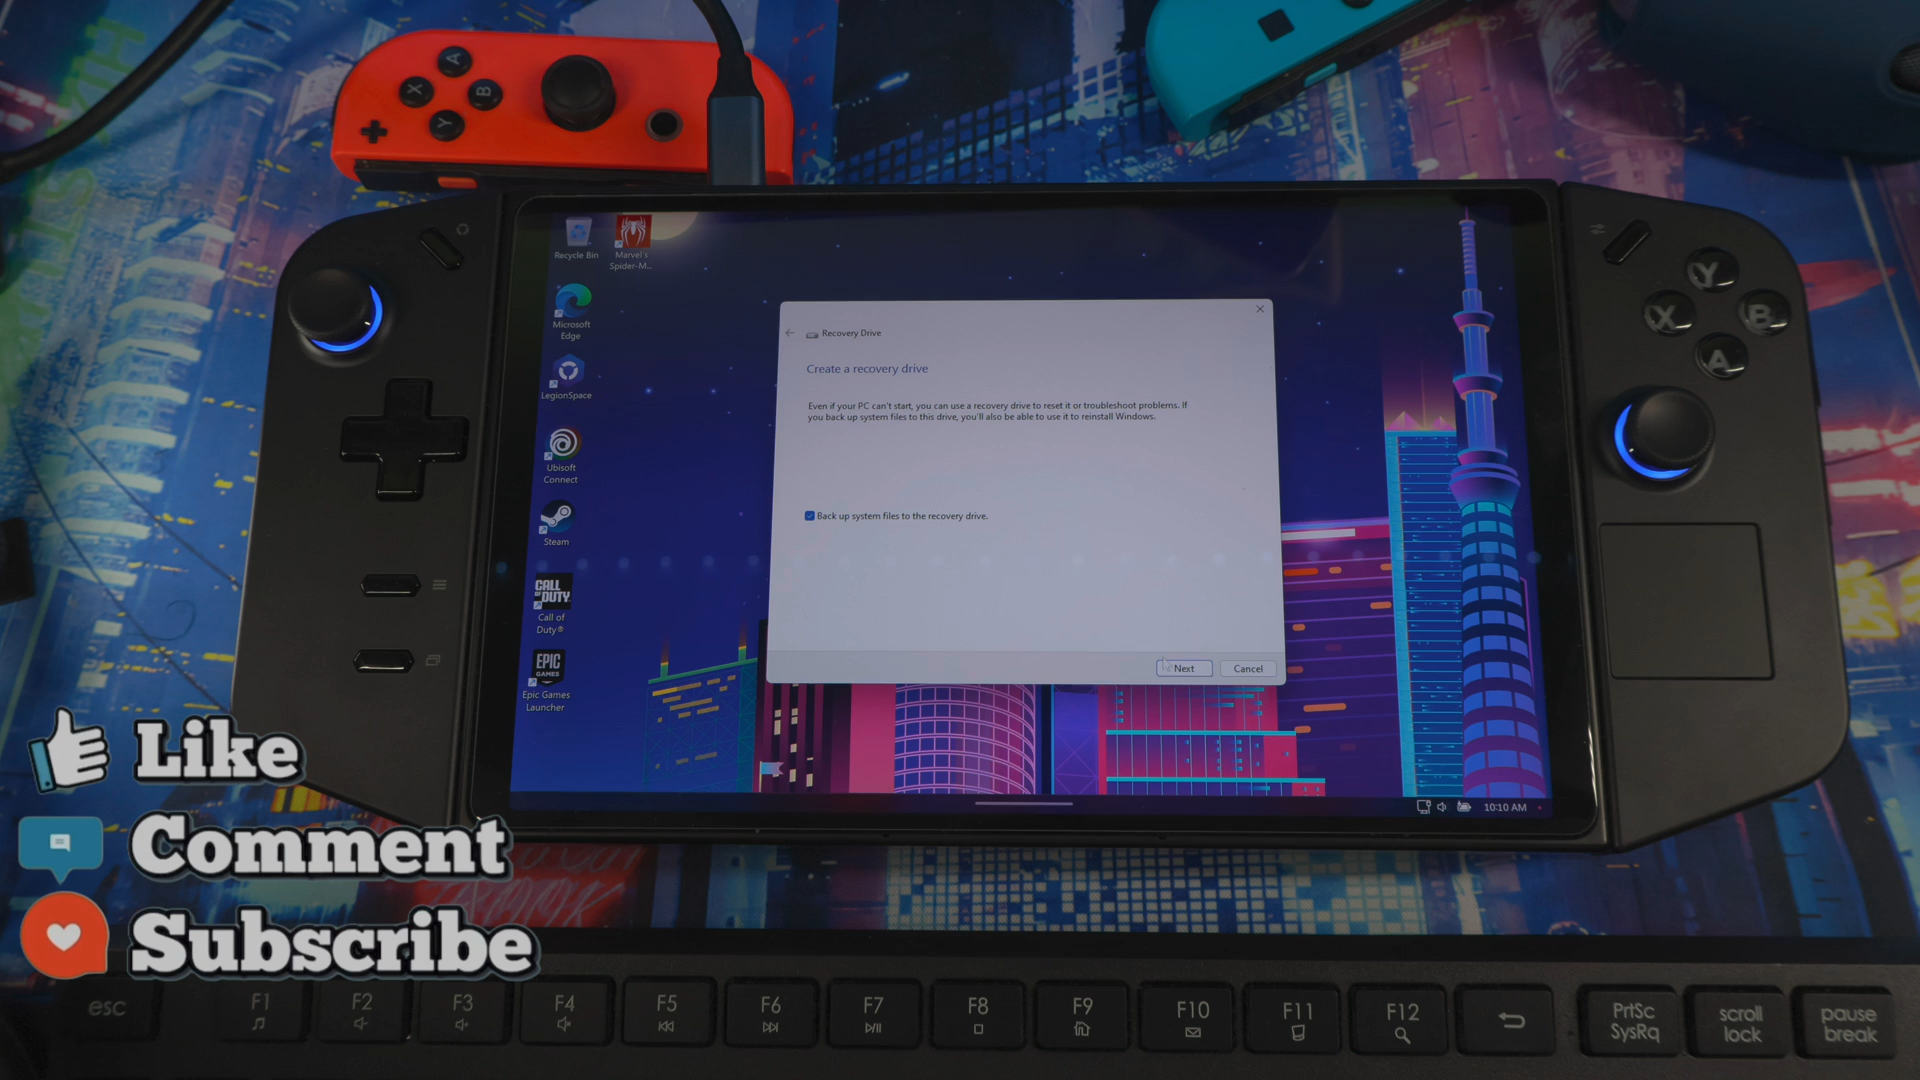 A
X
B
Y
Recycle Bin
Marvel's
Spider-M...
Microsoft
Edge
LegionSpace
Ubisoft
Connect
Steam
CALL
OF
DUTY
Call of
Duty®
EPIC
GAMES
Epic Games
Launcher
Recovery Drive
Create a recovery drive
Even if your PC can't start, you can use a recovery drive to reset it or troubleshoot problems. If
you back up system files to this drive, you'll also be able to use it to reinstall Windows.
Back up system files to the recovery drive.
Next
Cancel
10:10 AM
Y
X
B
A
Like
Comment
Subscribe
esc
F1
F2
F3
F4
F5
F6
F7
F8
F9
F10
F11
F12
PrtSc
SysRq
scroll
lock
pause
break